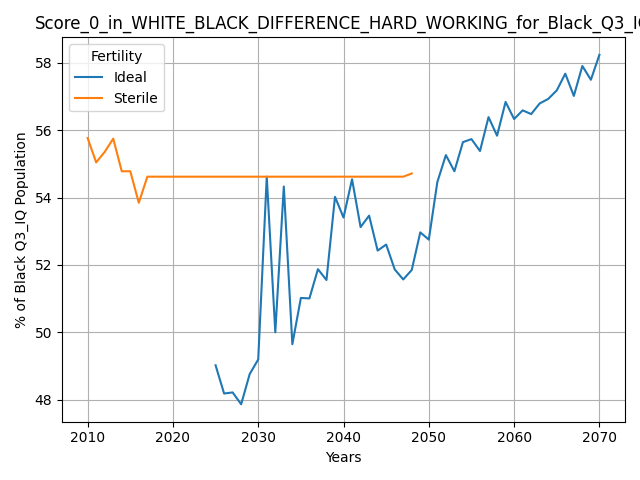 Score_0_in_WHITE_BLACK_DIFFERENCE_HARD_WORKING_for_Black_Q3_IQ
Fertility
Ideal
Sterile
% of Black Q3_IQ Population
58
56
54
52
50
48
2010 2020 2030 2040 2050 2060 2070
Years